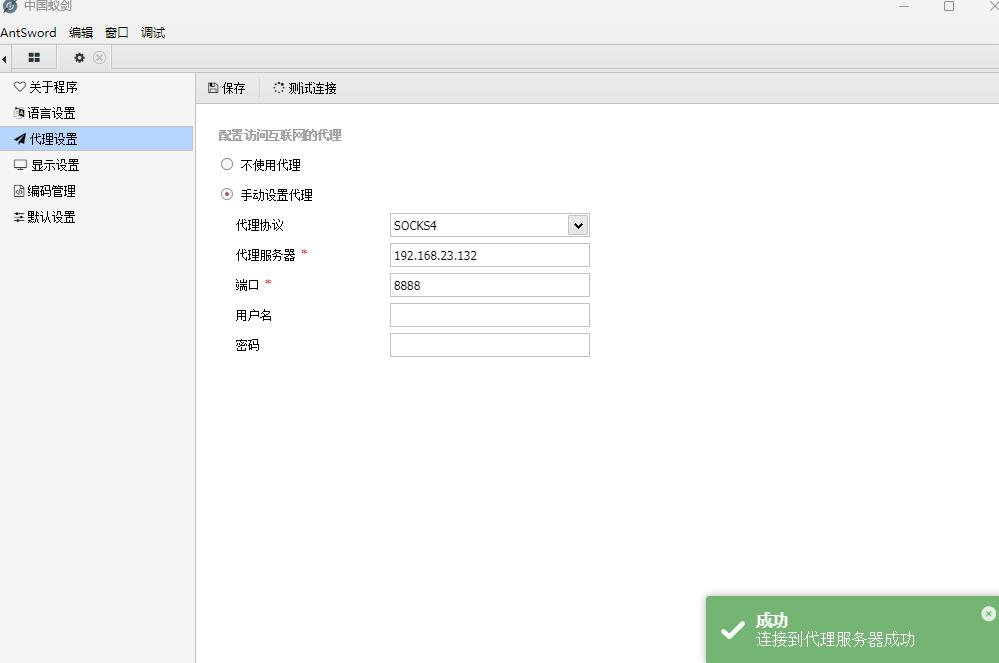 中国蚁剑
AntSword 编辑 窗口 调试
关于程序
语言设置
代理设置
显示设置
编码管理
默认设置
保存 测试连接
配置访问互联网的代理
不使用代理
手动设置代理
代理协议 SOCKS4
代理服务器 * 192.168.23.132
端口 * 8888
用户名
密码
成功
连接到代理服务器成功